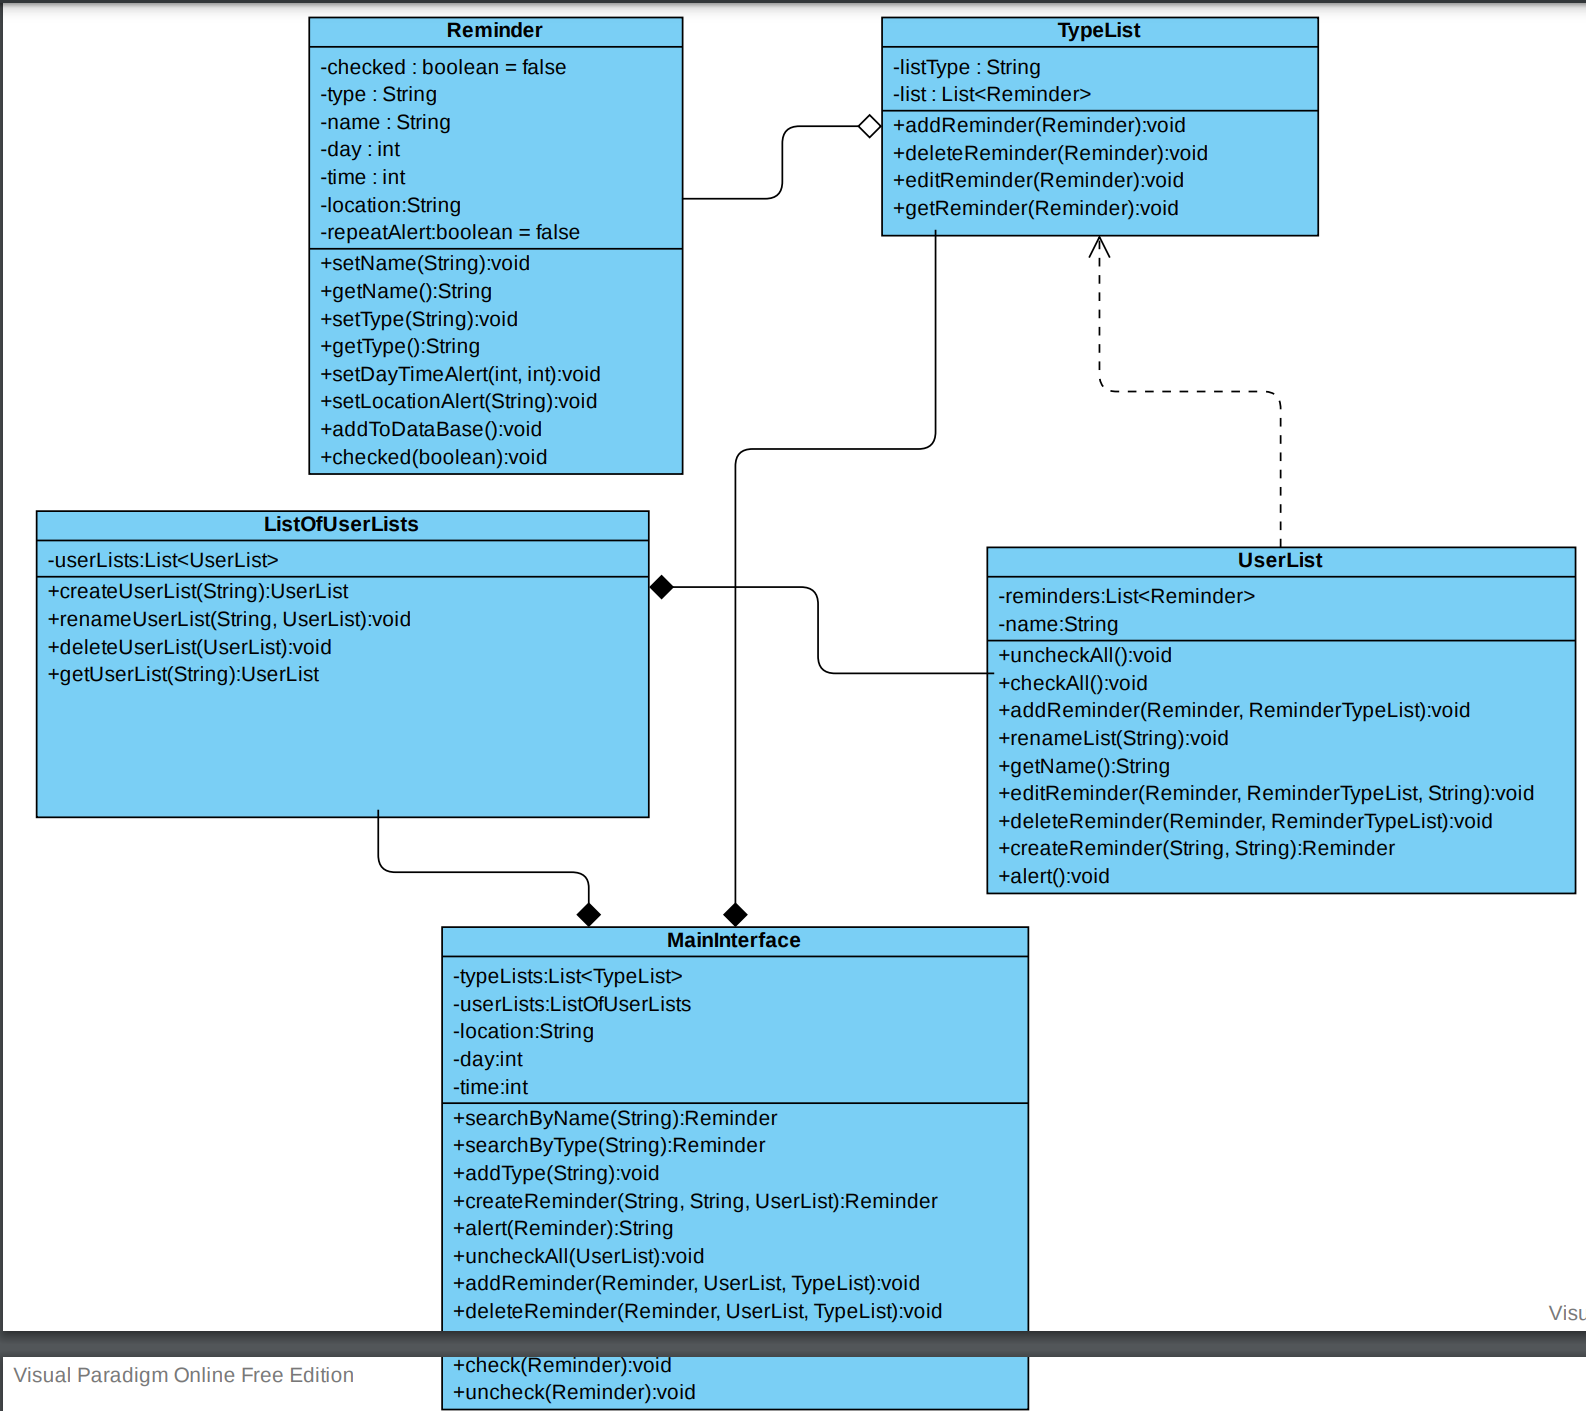 Reminder
-checked : boolean = false
-type : String
-name : String
-day : int
-time : int
-location:String
-repeatAlert:boolean = false
+setName(String):void
+getName():String
+setType(String):void
+getType():String
+setDayTimeAlert(int, int):void
+setLocationAlert(String):void
+addToDataBase():void
+checked(boolean):void
TypeList
-listType : String
-list : List<Reminder>
+addReminder(Reminder):void
+deleteReminder(Reminder):void
+editReminder(Reminder):void
+getReminder(Reminder):void
ListOfUserLists
-userLists:List<UserList>
+createUserList(String):UserList
+renameUserList(String, UserList):void
+deleteUserList(UserList):void
+getUserList(String):UserList
UserList
-reminders:List<Reminder>
-name:String
+uncheckAll():void
+checkAll():void
+addReminder(Reminder, ReminderTypeList):void
+renameList(String):void
+getName():String
+editReminder(Reminder, ReminderTypeList, String):void
+deleteReminder(Reminder, ReminderTypeList):void
+createReminder(String, String):Reminder
+alert():void
MainInterface
-typeLists:List<TypeList>
-userLists:ListOfUserLists
-location:String
-day:int
-time:int
+searchByName(String):Reminder
+searchByType(String):Reminder
+addType(String):void
+createReminder(String, String, UserList):Reminder
+alert(Reminder):String
+uncheckAll(UserList):void
+addReminder(Reminder, UserList, TypeList):void
+deleteReminder(Reminder, UserList, TypeList):void
+check(Reminder):void
+uncheck(Reminder):void
Visual Paradigm Online Free Edition